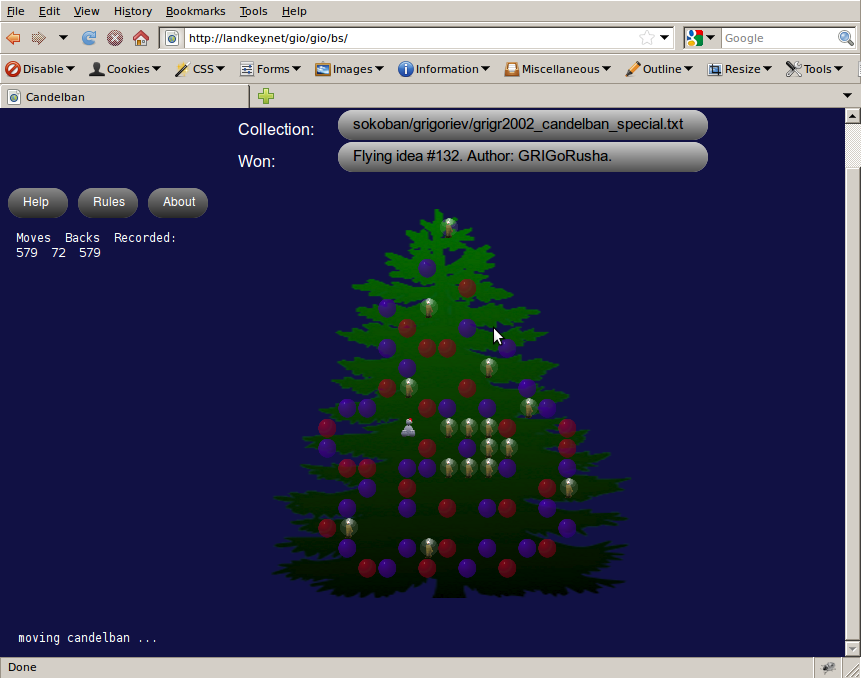 File Edit View History Bookmarks Tools Help
http://landkey.net/gio/gio/bs/ Google
Disable Cookies CSS Forms Images Information Miscellaneous Outline Resize Tools
Candelban
Collection: sokoban/grigoriev/grigr2002_candelban_special.txt
Won: Flying idea #132. Author: GRIGoRusha.
Help Rules About
Moves Backs Recorded:
579 72 579
moving candelban ...
Done